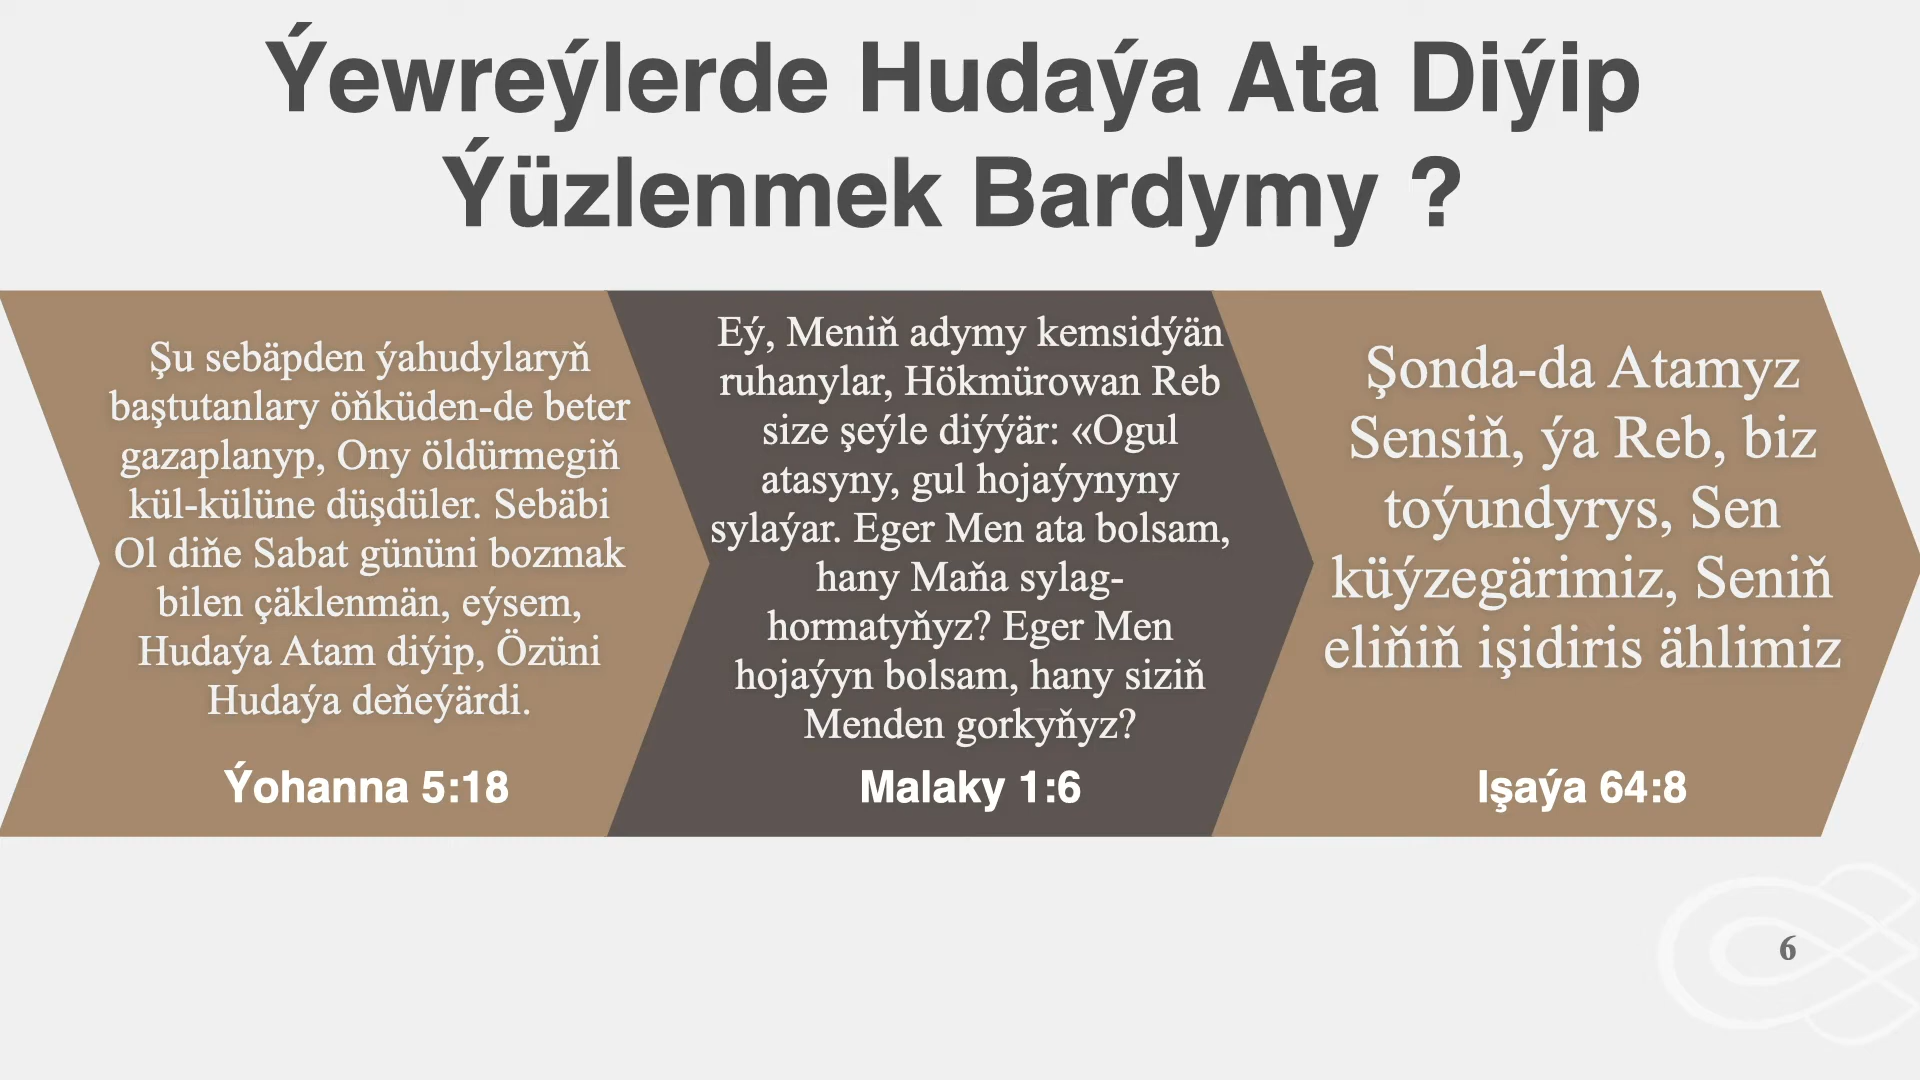 Ýewreýlerde Hudaýa Ata Diýip
Ýüzlenmek Bardymy ?
Şu sebäpden ýahudylaryň
baştutanlary öňküden-de beter
gazaplanyp, Ony öldürmegiň
kül-külüne düşdüler. Sebäbi
Ol diňe Sabat gününi bozmak
bilen çäklenmän, eýsem,
Hudaýa Atam diýip, Özüni
Hudaýa deňeýärdi.
Ýohanna 5:18
Eý, Meniň adymy kemsidýän
ruhanylar, Hökmürowan Reb
size şeýle diýýär: «Ogul
atasyny, gul hojaýynyny
sylaýar. Eger Men ata bolsam,
hany Maňa sylag-
hormatyňyz? Eger Men
hojaýyn bolsam, hany siziň
Menden gorkyňyz?
Malaky 1:6
Şonda-da Atamyz
Sensiň, ýa Reb, biz
toýundyrys, Sen
küýzegärimiz, Seniň
eliňiň işidiris ählimiz
Işaýa 64:8
6